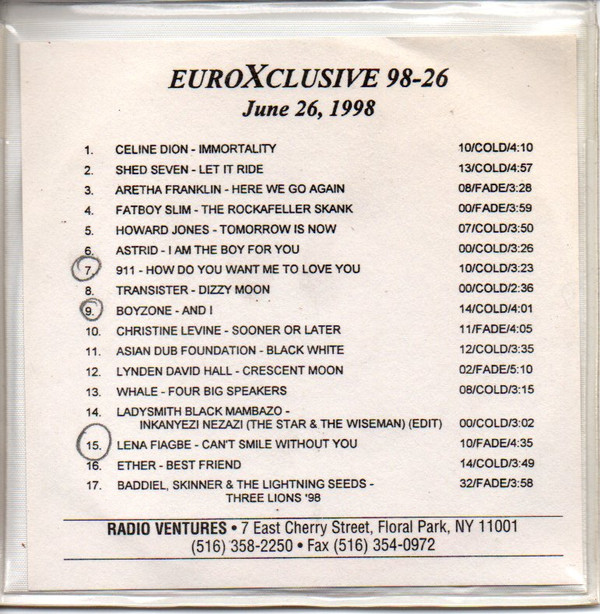 EUROXCLUSIVE 98-26
June 26, 1998
1. CELINE DION - IMMORTALITY 10/COLD/4:10
2. SHED SEVEN - LET IT RIDE 13/COLD/4:57
3. ARETHA FRANKLIN - HERE WE GO AGAIN 08/FADE/3:28
4. FATBOY SLIM - THE ROCKAFELLER SKANK 00/FADE/3:59
5. HOWARD JONES - TOMORROW IS NOW 07/COLD/3:50
6. ASTRID - I AM THE BOY FOR YOU 00/COLD/3:26
7. 911 - HOW DO YOU WANT ME TO LOVE YOU 10/COLD/3:23
8. TRANSISTER - DIZZY MOON 00/COLD/2:36
9. BOYZONE - AND I 14/COLD/4:01
10. CHRISTINE LEVINE - SOONER OR LATER 11/FADE/4:05
11. ASIAN DUB FOUNDATION - BLACK WHITE 12/COLD/3:35
12. LYNDEN DAVID HALL - CRESCENT MOON 02/FADE/5:10
13. WHALE - FOUR BIG SPEAKERS 08/COLD/3:15
14. LADYSMITH BLACK MAMBAZO -
INKANYEZI NEZAZI (THE STAR & THE WISEMAN) (EDIT) 00/COLD/3:02
15. LENA FIAGBE - CAN'T SMILE WITHOUT YOU 10/FADE/4:35
16. ETHER - BEST FRIEND 14/COLD/3:49
17. BADDIEL, SKINNER & THE LIGHTNING SEEDS - 32/FADE/3:58
THREE LIONS '98
RADIO VENTURES • 7 East Cherry Street, Floral Park, NY 11001
(516) 358-2250 • Fax (516) 354-0972